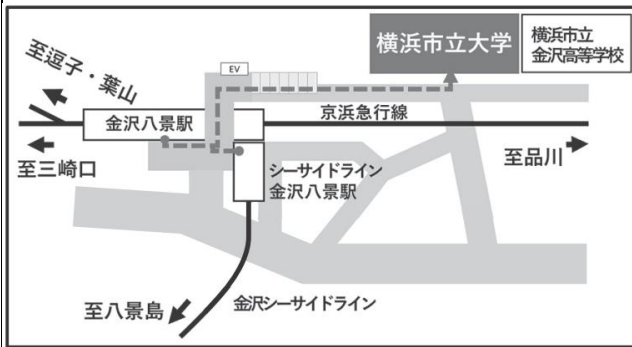 横浜市立大学
横浜市立
金沢高等学校
至逗子・葉山
EV
金沢八景駅
京浜急行線
至三崎口
至品川
シーサイドライン
金沢八景駅
至八景島
金沢シーサイドライン